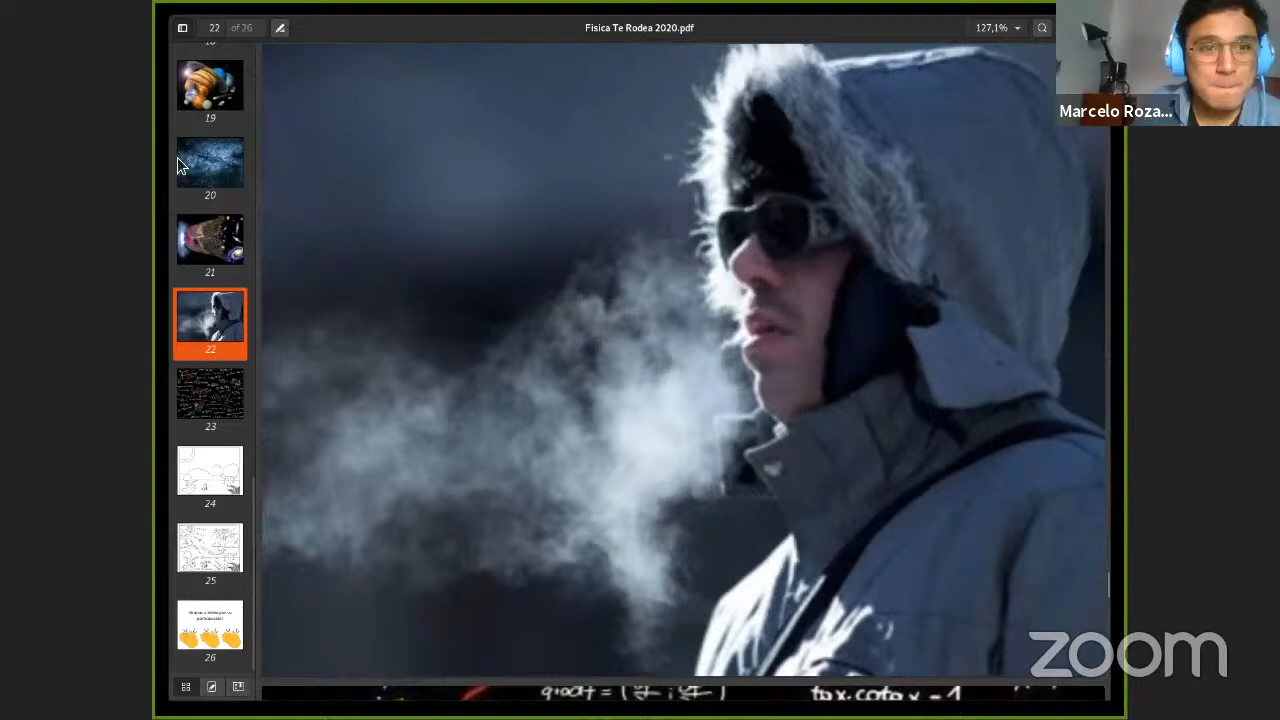 22 of 26
Fisica Te Rodea 2020.pdf
127,1%
Marcelo Roza...
19
20
21
22
23
24
25
26
zoom